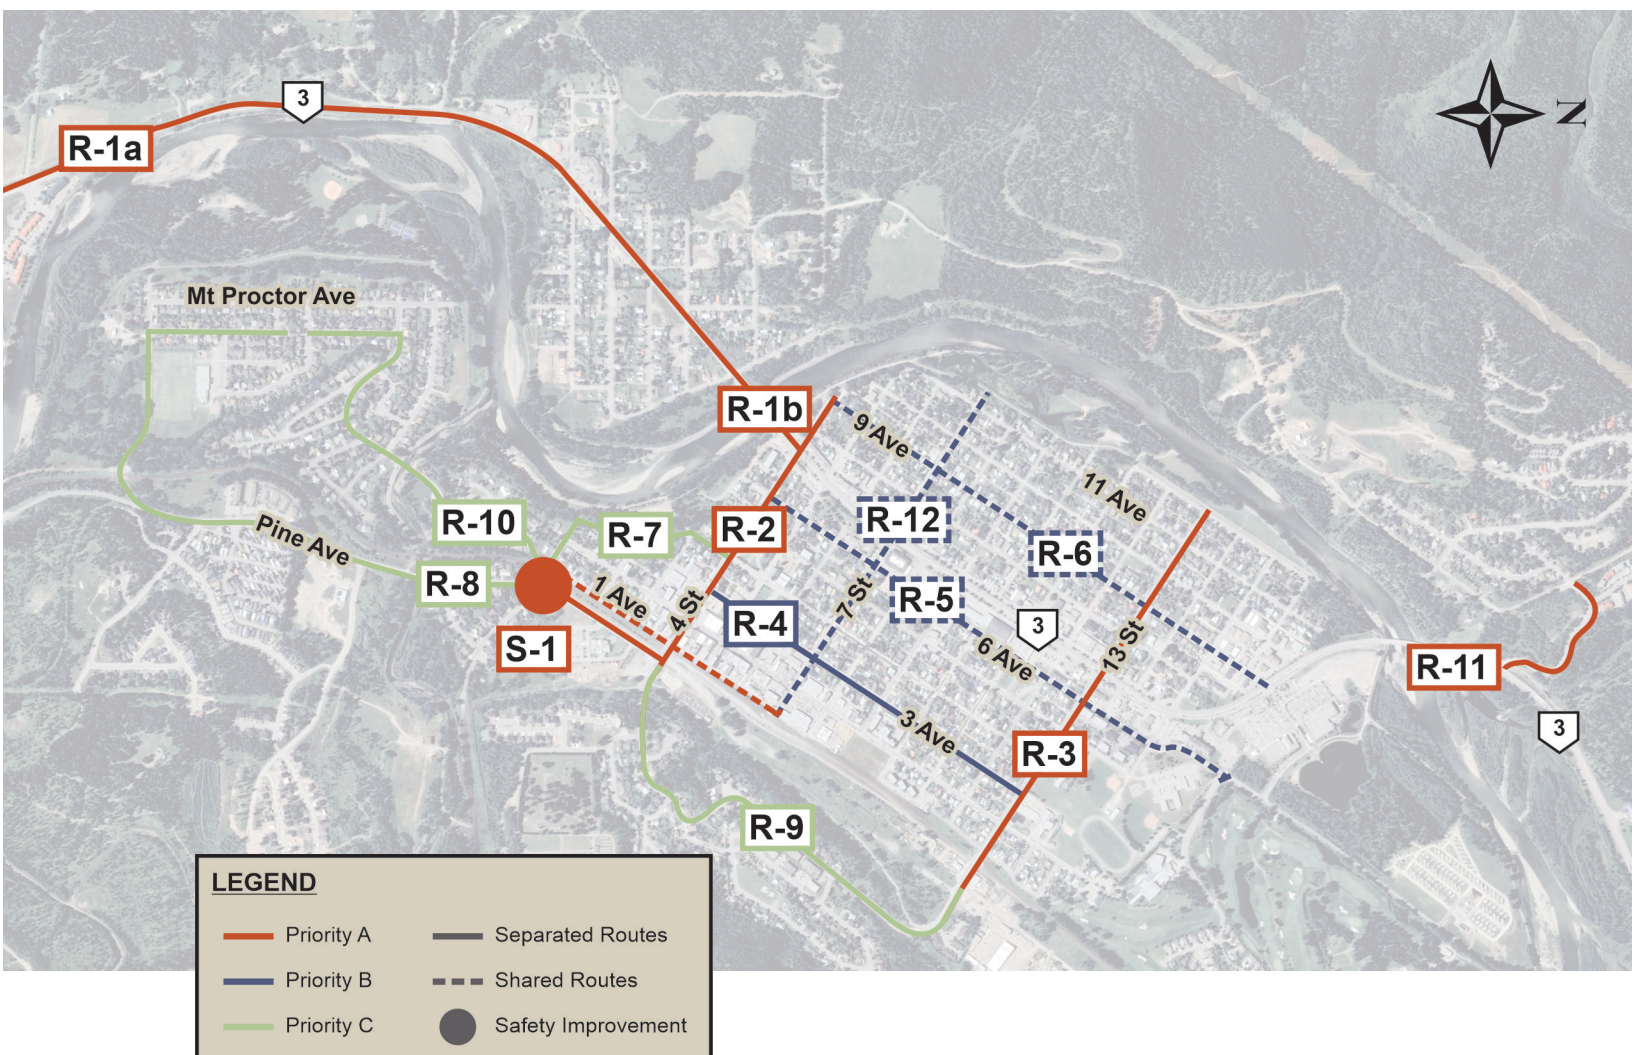 3
N
R-1a
Mt Proctor Ave
R-1b
9 Ave
11 Ave
R-10
R-7
R-2
R-12
Pine Ave
R-6
R-8
1 Ave
4 St
7 St
R-5
R-4
3
13 St
S-1
6 Ave
R-11
3 Ave
3
R-3
R-9
LEGEND
Priority A
Separated Routes
Priority B
Shared Routes
Priority C
Safety Improvement